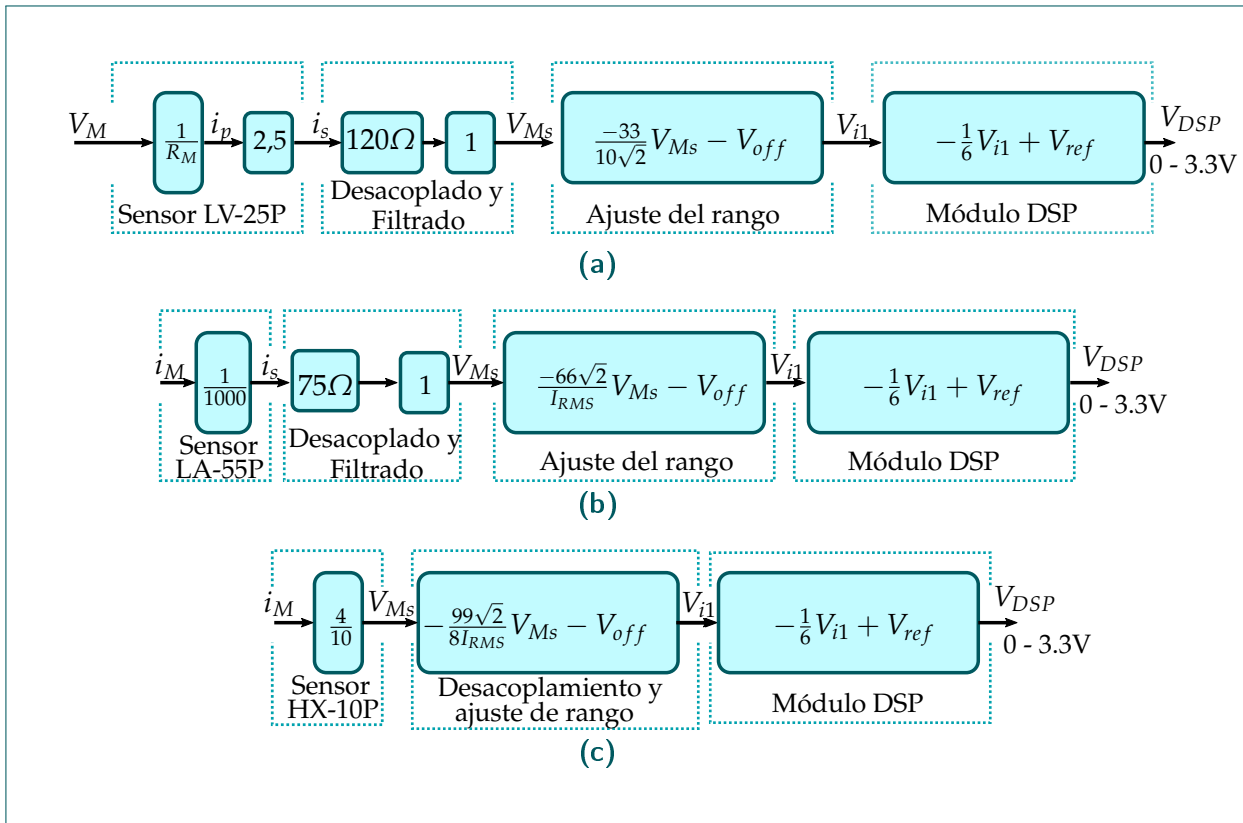 V_M
1/R_M
i_p
2,5
i_s
120Ω
1
V_Ms
-33/10√2 V_Ms − V_off
V_i1
-1/6 V_i1 + V_ref
V_DSP
0 - 3.3V
Sensor LV-25P
Desacoplado y
Filtrado
Ajuste del rango
Módulo DSP
(a)
i_M
1/1000
i_s
75Ω
1
V_Ms
-66√2/I_RMS V_Ms − V_off
V_i1
-1/6 V_i1 + V_ref
V_DSP
0 - 3.3V
Sensor
LA-55P
Desacoplado y
Filtrado
Ajuste del rango
Módulo DSP
(b)
i_M
4/10
V_Ms
-99√2/8I_RMS V_Ms − V_off
V_i1
-1/6 V_i1 + V_ref
V_DSP
0 - 3.3V
Sensor
HX-10P
Desacoplamiento y
ajuste de rango
Módulo DSP
(c)